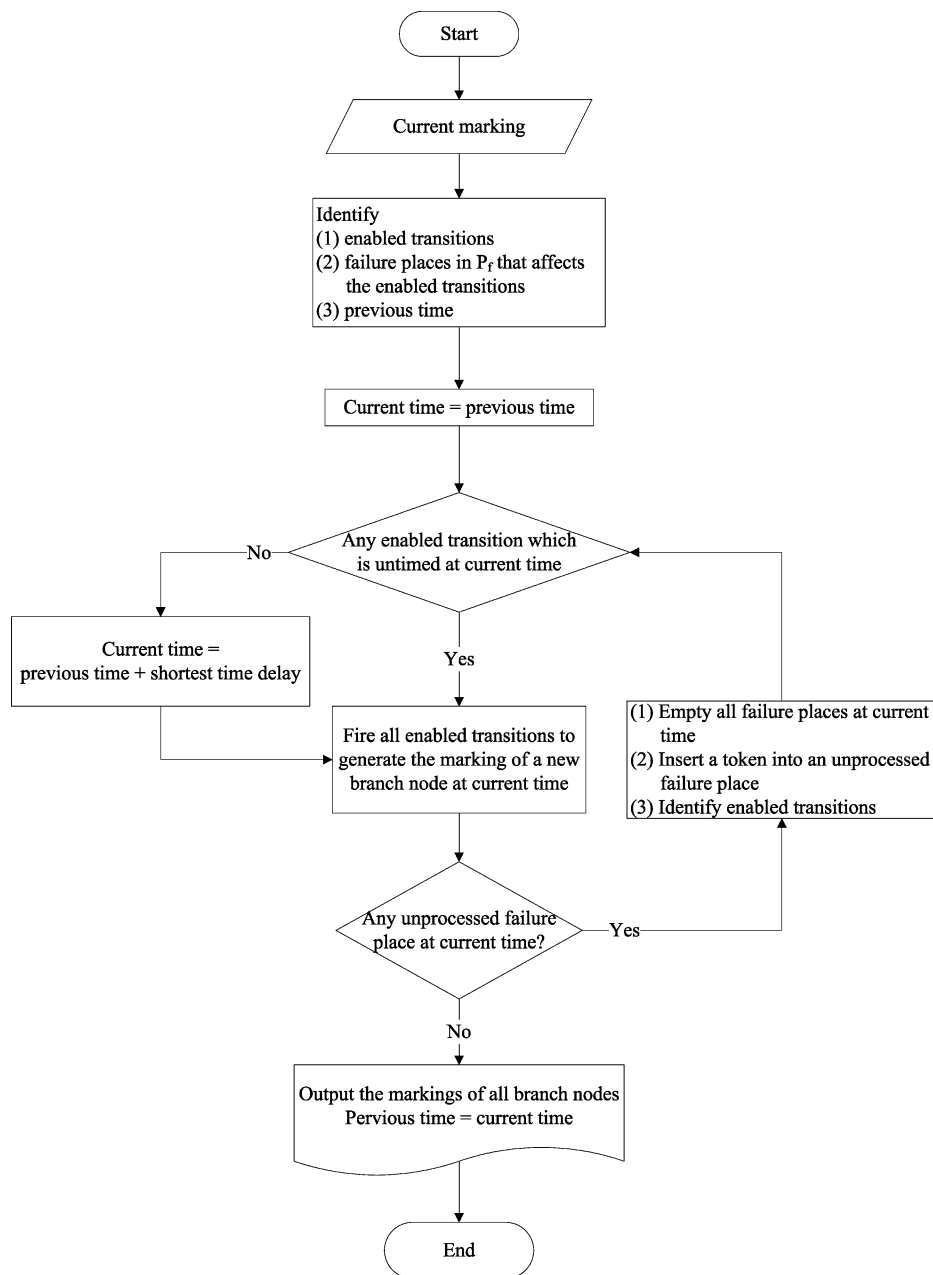 Start
Current marking
Identify
(1) enabled transitions
(2) failure places in Pf that affects
the enabled transitions
(3) previous time
Current time = previous time
Any enabled transition which
is untimed at current time
No
Yes
Current time =
previous time + shortest time delay
Fire all enabled transitions to
generate the marking of a new
branch node at current time
(1) Empty all failure places at current
time
(2) Insert a token into an unprocessed
failure place
(3) Identify enabled transitions
Any unprocessed failure
place at current time?
Yes
No
Output the markings of all branch nodes
Pervious time = current time
End